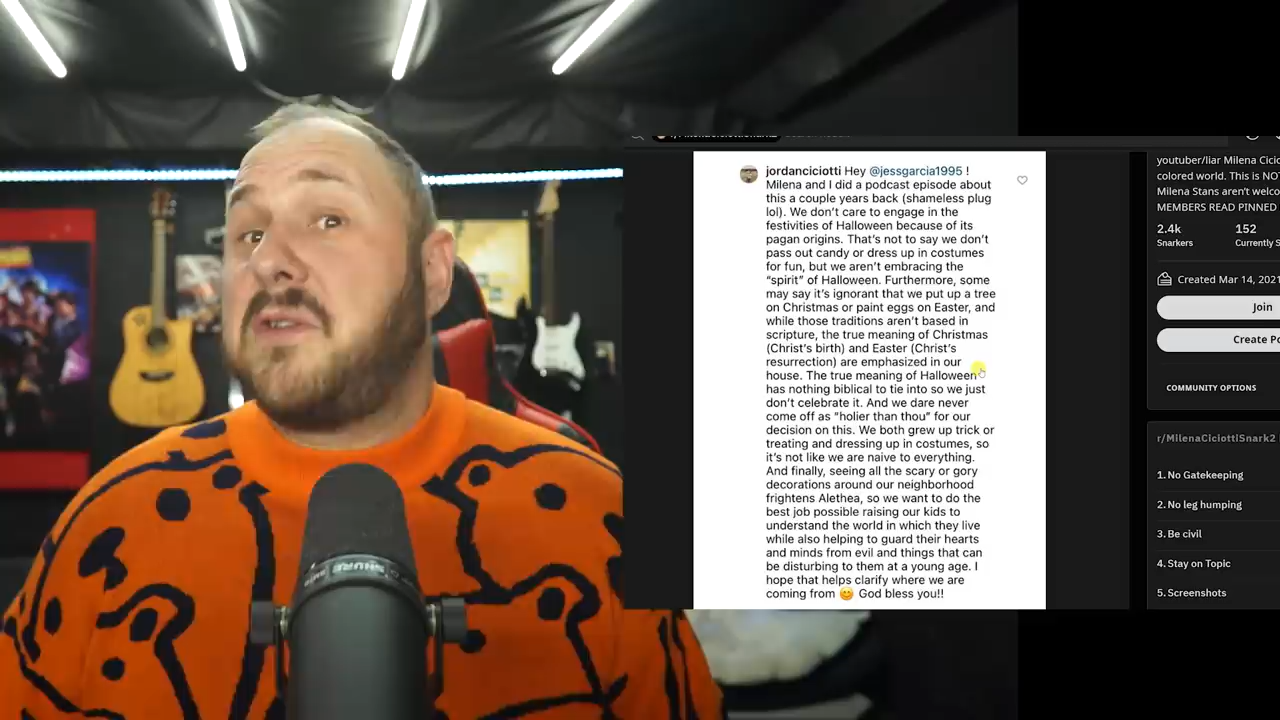 jordanciciotti Hey @jessgarcia1995 !
Milena and I did a podcast episode about
this a couple years back (shameless plug
lol). We don't care to engage in the
festivities of Halloween because of its
pagan origins. That's not to say we don't
pass out candy or dress up in costumes
for fun, but we aren't embracing the
"spirit" of Halloween. Furthermore, some
may say it's ignorant that we put up a tree
on Christmas or paint eggs on Easter, and
while those traditions aren't based in
scripture, the true meaning of Christmas
(Christ's birth) and Easter (Christ's
resurrection) are emphasized in our
house. The true meaning of Halloween
has nothing biblical to tie into so we just
don't celebrate it. And we dare never
come off as "holier than thou" for our
decision on this. We both grew up trick or
treating and dressing up in costumes, so
it's not like we are naive to everything.
And finally, seeing all the scary or gory
decorations around our neighborhood
frightens Alethea, so we want to do the
best job possible raising our kids to
understand the world in which they live
while also helping to guard their hearts
and minds from evil and things that can
be disturbing to them at a young age. I
hope that helps clarify where we are
coming from 😊 God bless you!!
youtuber/liar Milena Cici
colored world. This is NO
Milena Stans aren't welco
MEMBERS READ PINNED
2.4k 152
Snarkers Currently S
Created Mar 14, 2021
Join
Create Po
COMMUNITY OPTIONS
r/MilenaCiciottiSnark2
1. No Gatekeeping
2. No leg humping
3. Be civil
4. Stay on Topic
5. Screenshots
SHURE